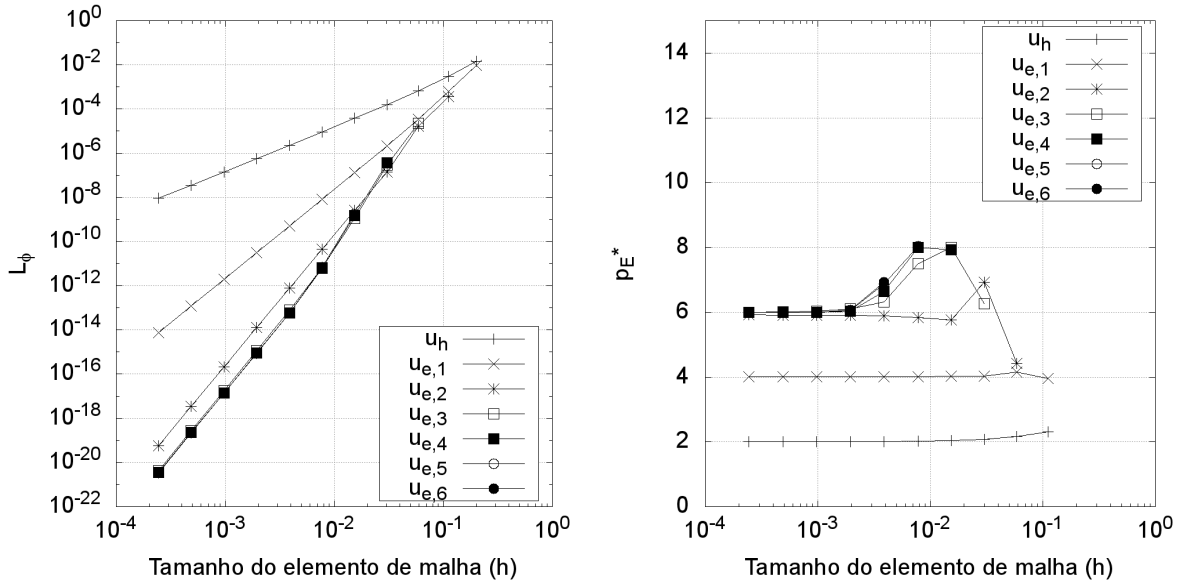 10^0
10^-2
10^-4
10^-6
10^-8
10^-10
10^-12
10^-14
10^-16
10^-18
10^-20
10^-22
L_ϕ
u_h
u_e,1
u_e,2
u_e,3
u_e,4
u_e,5
u_e,6
10^-4 10^-3 10^-2 10^-1 10^0
Tamanho do elemento de malha (h)
14
12
10
8
6
4
2
0
p_E*
u_h
u_e,1
u_e,2
u_e,3
u_e,4
u_e,5
u_e,6
10^-4 10^-3 10^-2 10^-1 10^0
Tamanho do elemento de malha (h)